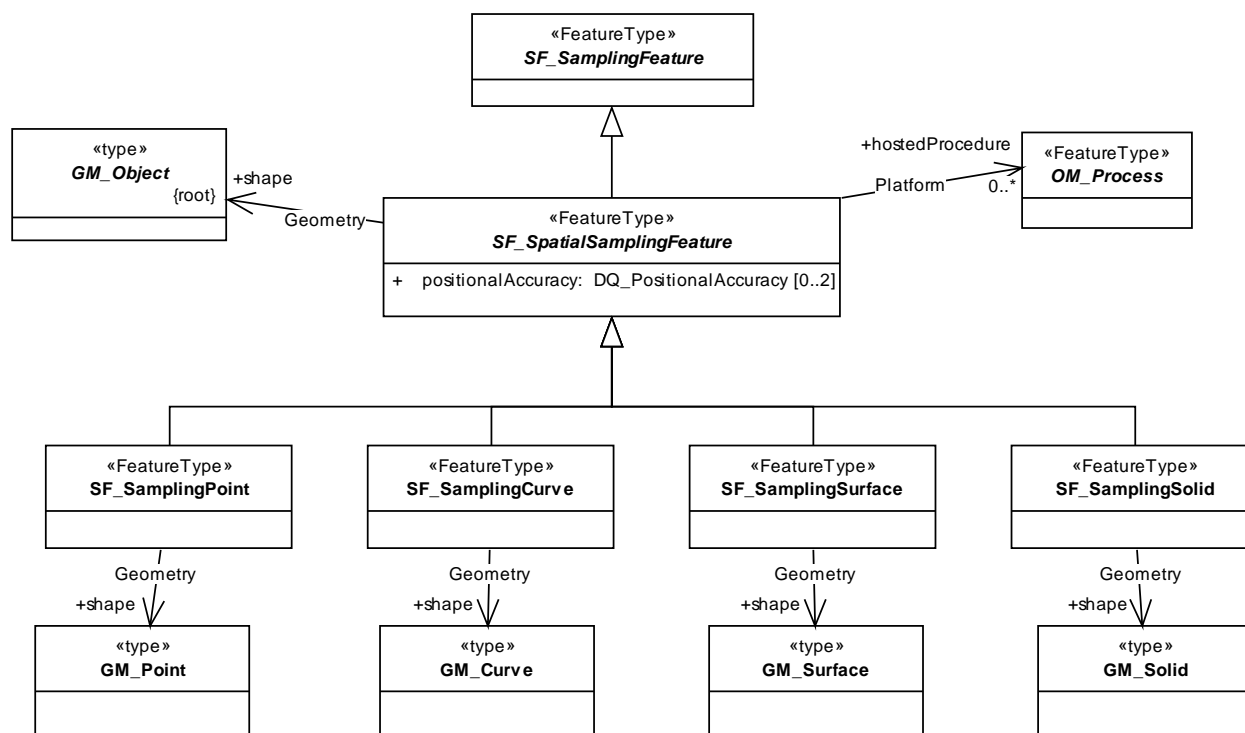 «FeatureType»
SF_SamplingFeature
«type»
GM_Object
{root}
+shape
Geometry
+hostedProcedure
Platform
0..*
«FeatureType»
OM_Process
«FeatureType»
SF_SpatialSamplingFeature
+ positionalAccuracy: DQ_PositionalAccuracy [0..2]
«FeatureType»
SF_SamplingPoint
«FeatureType»
SF_SamplingCurve
«FeatureType»
SF_SamplingSurface
«FeatureType»
SF_SamplingSolid
Geometry
+shape
Geometry
+shape
Geometry
+shape
Geometry
+shape
«type»
GM_Point
«type»
GM_Curve
«type»
GM_Surface
«type»
GM_Solid